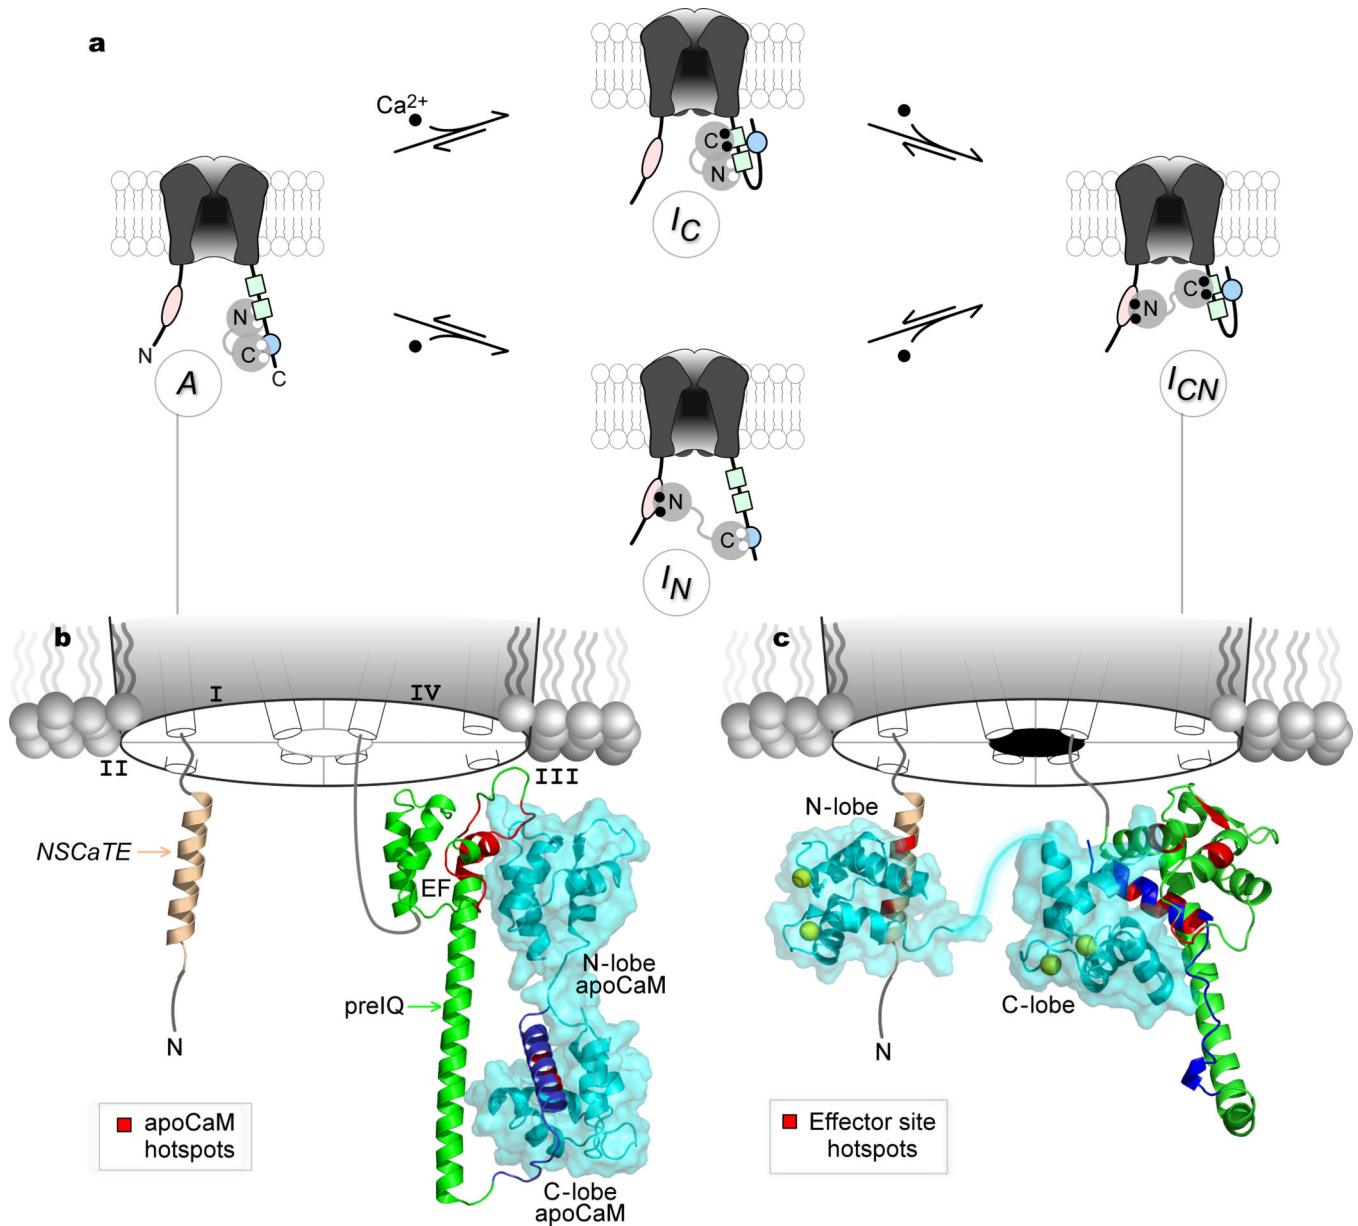 a
Ca2+
C
N
IC
N
C
N
C
A
N
C
ICN
N
C
IN
b
I
IV
II
III
NSCaTE
EF
preIQ
N-lobe
apoCaM
N
C-lobe
apoCaM
apoCaM
hotspots
c
N-lobe
C-lobe
N
Effector site
hotspots